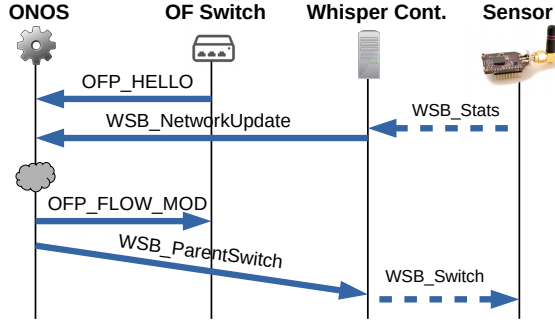 ONOS
OF Switch
Whisper Cont.
Sensor
OFP_HELLO
WSB_Stats
WSB_NetworkUpdate
OFP_FLOW_MOD
WSB_ParentSwitch
WSB_Switch